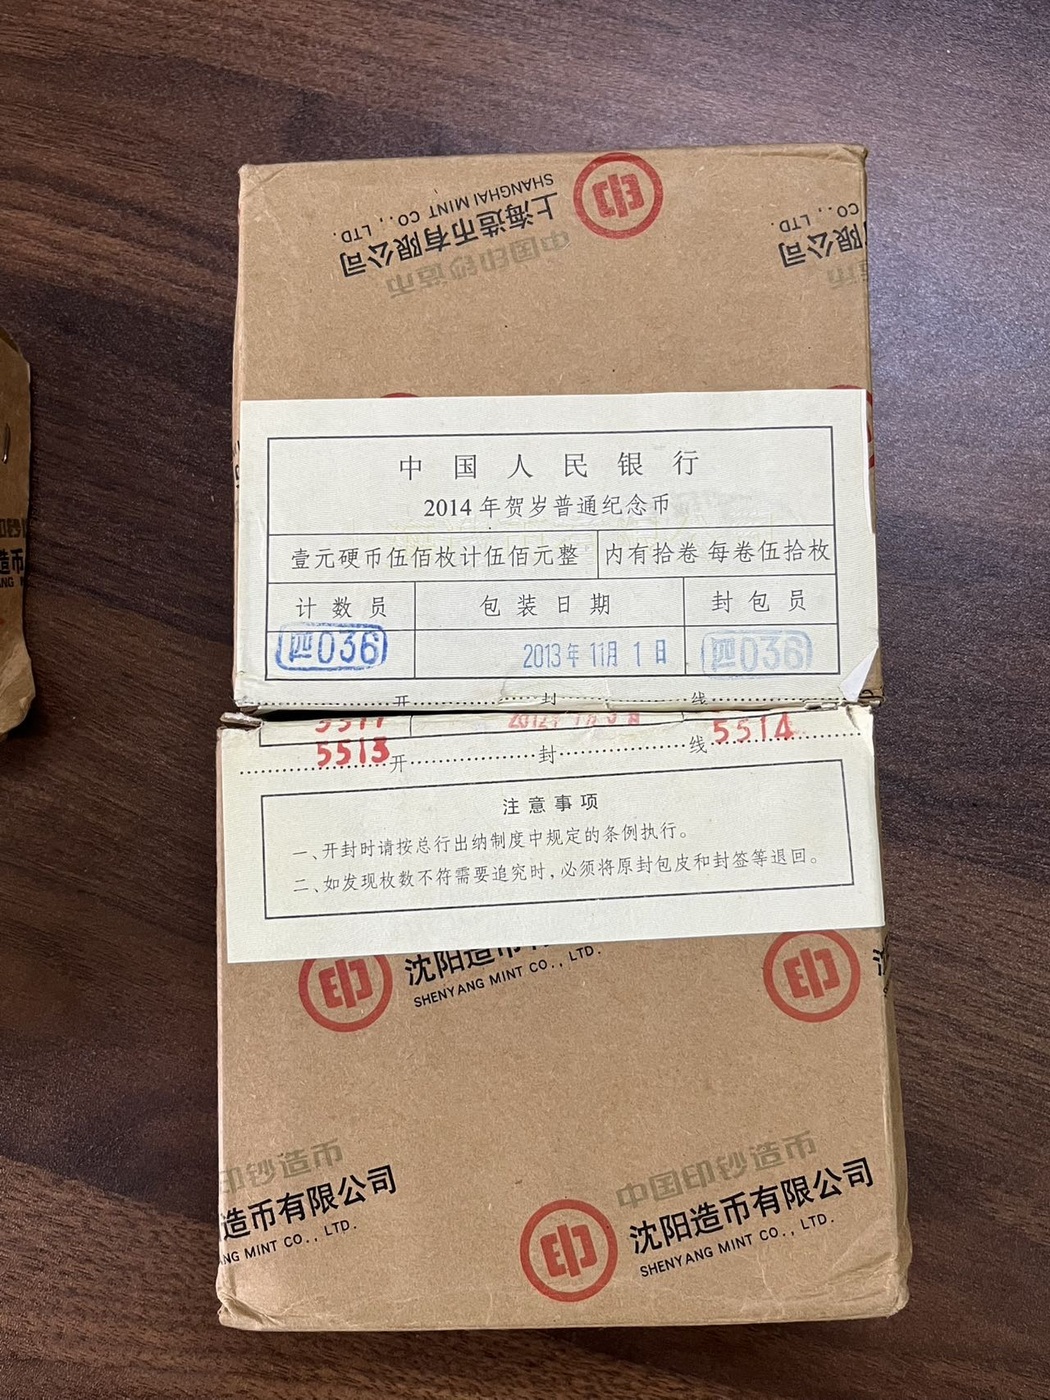 上海造币有限公司
SHANGHAI MINT CO., LTD.
中国印钞造币
限公司
CO., LTD.
中国人民银行
2014年贺岁普通纪念币
壹元硬币伍佰枚计伍佰元整 内有拾卷 每卷伍拾枚
计数员 包装日期 封包员
四036 2013年11月1日 四036
开 封 线
5513 开 封 线 5514
注意事项
一、开封时请按总行出纳制度中规定的条例执行。
二、如发现枚数不符需要追究时,必须将原封包皮和封签等退回。
沈阳造币有
SHENYANG MINT CO., LTD.
印钞造币
造币有限公司
ANG MINT CO., LTD.
中国印钞造币
沈阳造币有限公司
SHENYANG MINT CO., LTD.
造币